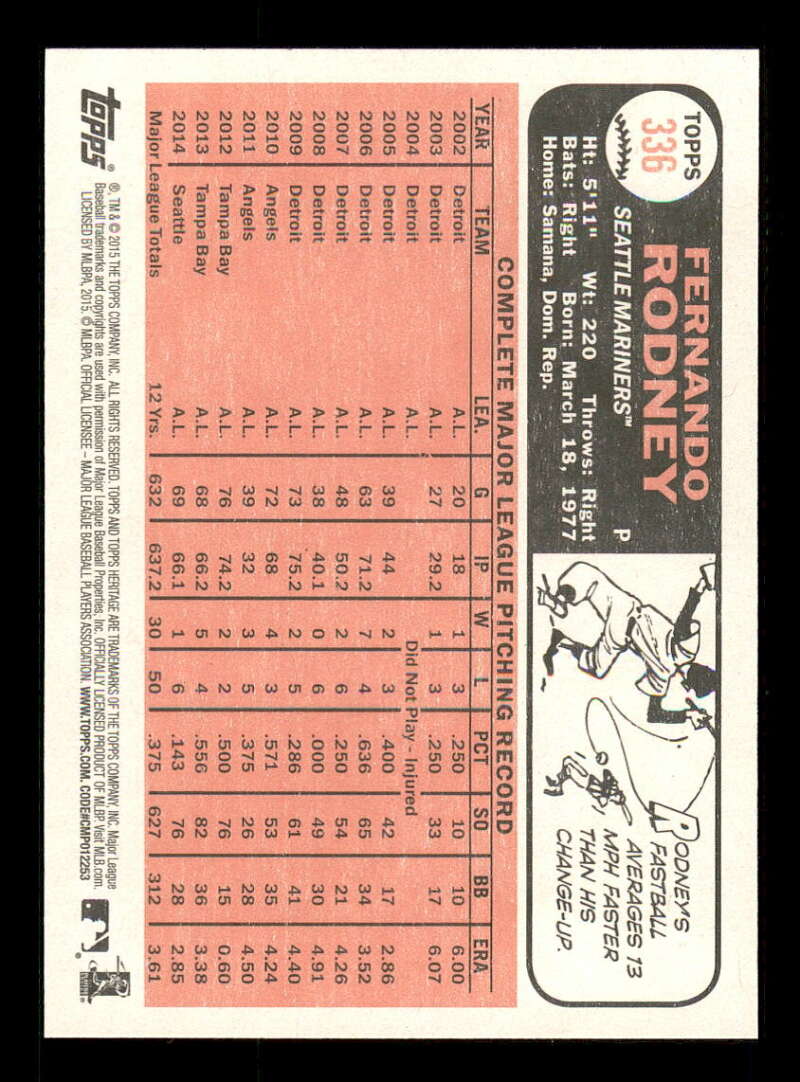 TOPPS
336
FERNANDO
RODNEY
SEATTLE MARINERS™ P
Ht: 5'11" Wt: 220 Throws: Right
Bats: Right Born: March 18, 1977
Home: Samana, Dom. Rep.
RODNEY'S
FASTBALL
AVERAGES 13
MPH FASTER
THAN HIS
CHANGE-UP.
COMPLETE MAJOR LEAGUE PITCHING RECORD
YEAR TEAM LEA. G IP W L PCT SO BB ERA
2002 Detroit A.L. 20 18 1 3 .250 10 10 6.00
2003 Detroit A.L. 27 29.2 1 3 .250 33 17 6.07
2004 Detroit A.L. Did Not Play - Injured
2005 Detroit A.L. 39 44 2 3 .400 42 17 2.86
2006 Detroit A.L. 63 71.2 7 4 .636 65 34 3.52
2007 Detroit A.L. 48 50.2 2 6 .250 54 21 4.26
2008 Detroit A.L. 38 40.1 0 6 .000 49 30 4.91
2009 Detroit A.L. 73 75.2 2 5 .286 61 41 4.40
2010 Angels A.L. 72 68 4 3 .571 53 35 4.24
2011 Angels A.L. 39 32 3 5 .375 26 28 4.50
2012 Tampa Bay A.L. 76 74.2 2 2 .500 76 15 0.60
2013 Tampa Bay A.L. 68 66.2 5 4 .556 82 36 3.38
2014 Seattle A.L. 69 66.1 1 6 .143 76 28 2.85
Major League Totals 12 Yrs. 632 637.2 30 50 .375 627 312 3.61
topps®
®, TM & © 2015 THE TOPPS COMPANY, INC. ALL RIGHTS RESERVED. TOPPS AND TOPPS HERITAGE ARE TRADEMARKS OF THE TOPPS COMPANY, INC. Major League
Baseball trademarks and copyrights are used with permission of Major League Baseball Properties, Inc. OFFICIALLY LICENSED PRODUCT OF MLBP. Visit MLB.com.
LICENSED BY MLBPA, 2015. © MLBPA. OFFICIAL LICENSEE – MAJOR LEAGUE BASEBALL PLAYERS ASSOCIATION. WWW.TOPPS.COM. CODE#CMP012253